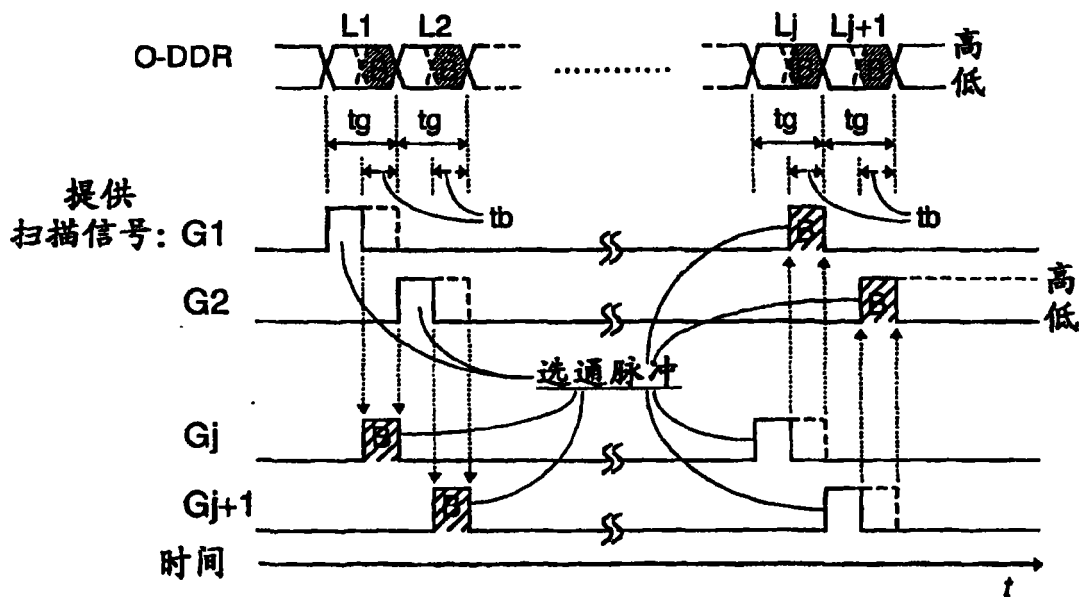 L1 L2 Lj Lj+1
O-DDR 高
低
B B B B
tg tg tg tg
tb tb
提供
扫描信号: G1 B
G2 B 高
低
选通脉冲
Gj B
Gj+1 B
时间
t